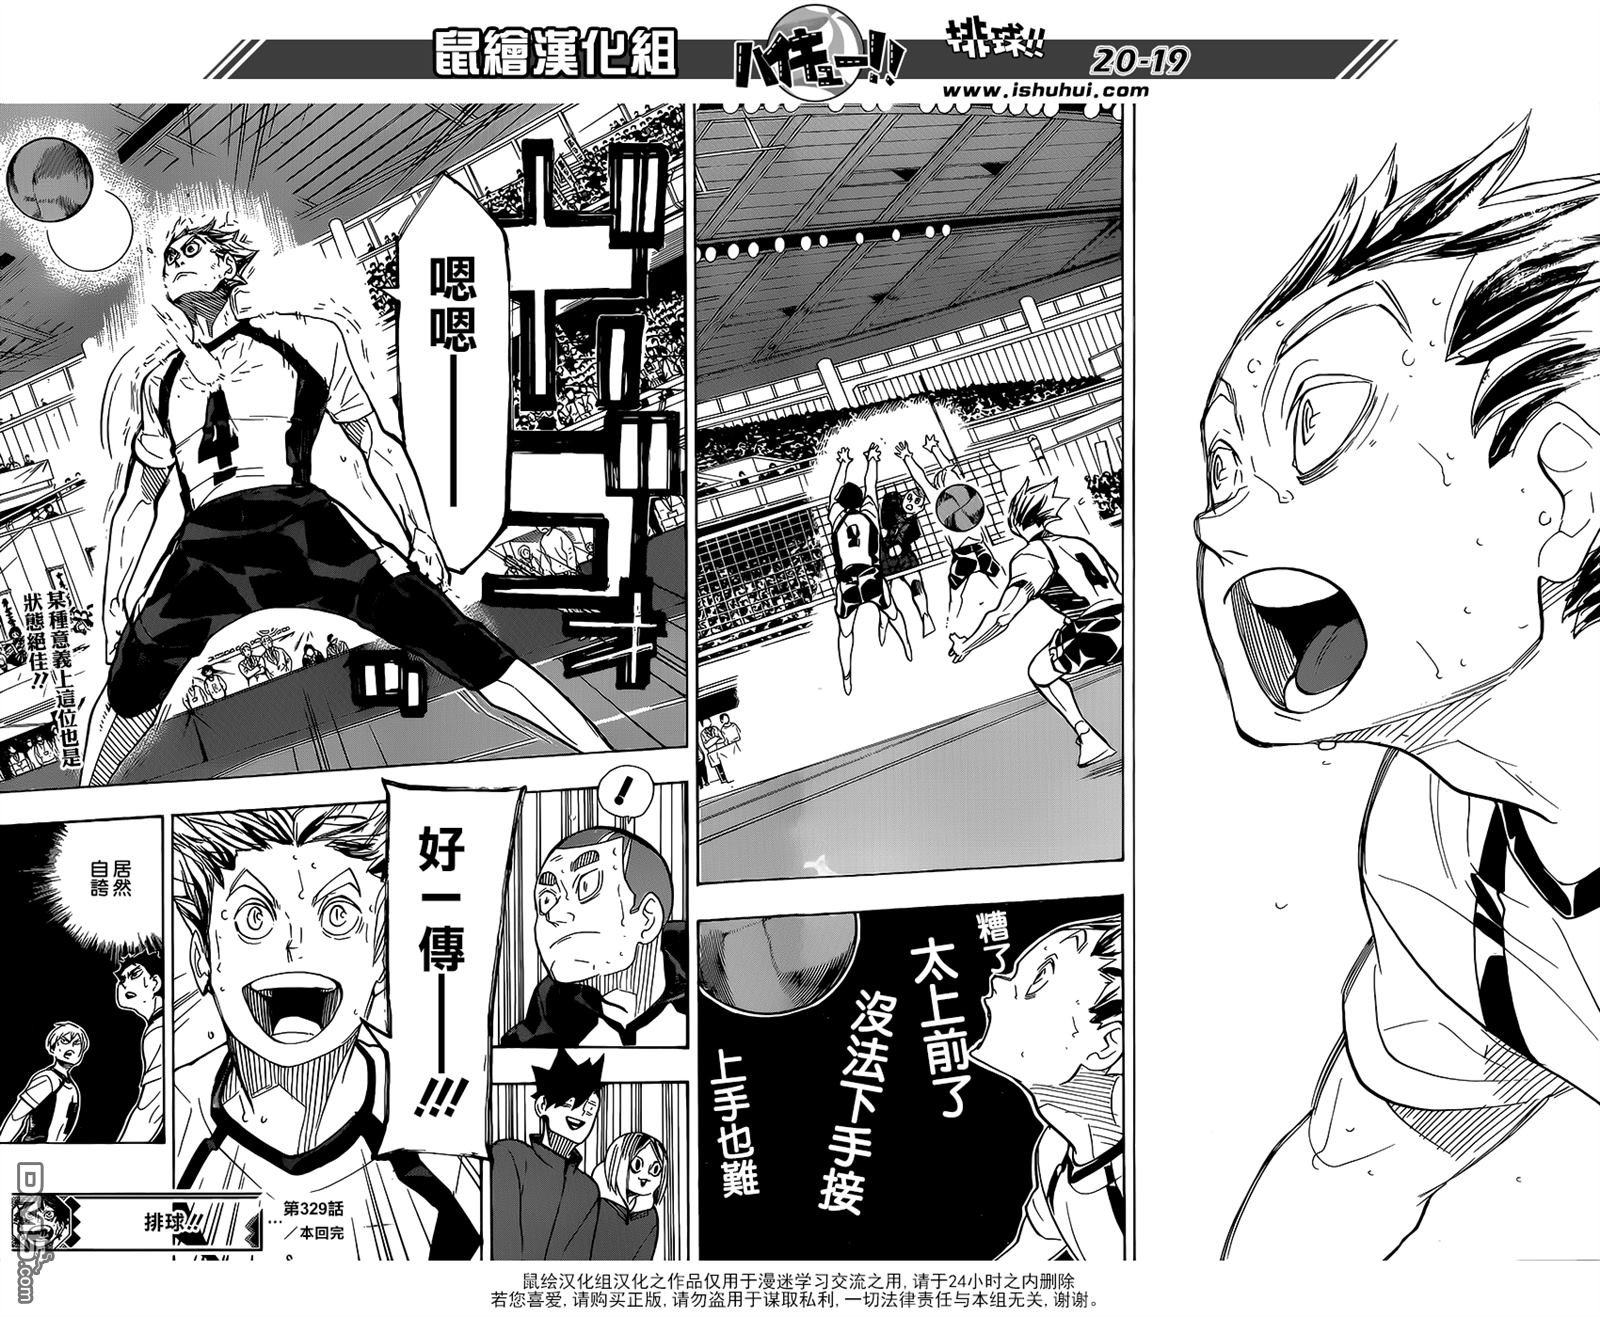 鼠繪漢化組
ハイキュー!!
排球!!
20-19
www.ishuhui.com
糟了
太上前了
沒法下手接
上手也難
嗯嗯——
某種意義上這位也是
狀態絕佳!!
!
好一傳——!!!
居然
自誇
排球!!
…
第329話
／本回完
DM5.com
鼠绘汉化组汉化之作品仅用于漫迷学习交流之用,请于24小时之内删除
若您喜爱,请购买正版,请勿盗用于谋取私利,一切法律责任与本组无关,谢谢。
4